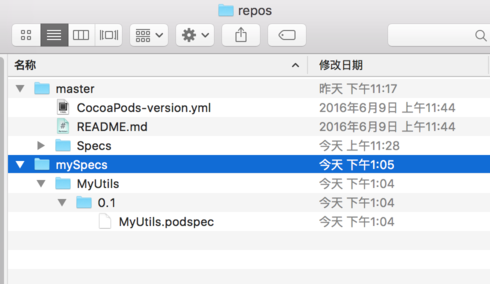 repos
名称 修改日期
master 昨天 下午11:17
CocoaPods-version.yml 2016年6月9日 上午11:44
README.md 2016年6月9日 上午11:44
Specs 今天 上午11:28
mySpecs 今天 下午1:05
MyUtils 今天 下午1:04
0.1 今天 下午1:04
MyUtils.podspec 今天 下午1:04